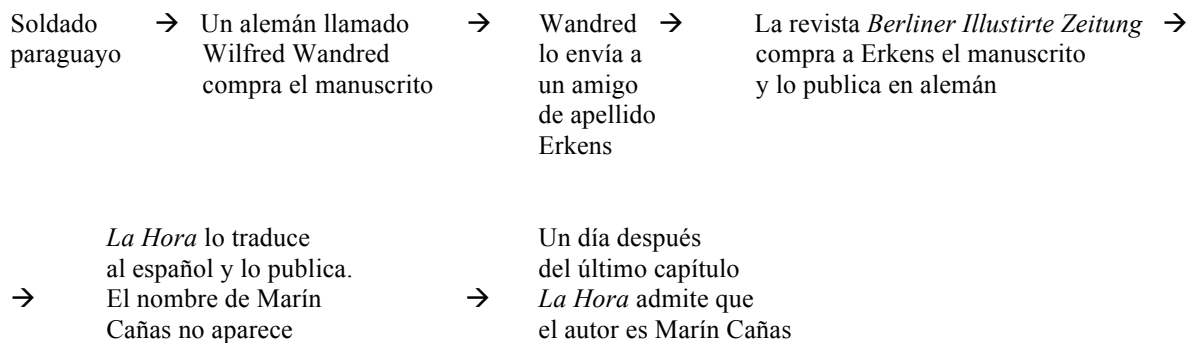 Soldado → Un alemán llamado → Wandred → La revista Berliner Illustirte Zeitung →
paraguayo Wilfred Wandred lo envía a compra a Erkens el manuscrito
compra el manuscrito un amigo y lo publica en alemán
de apellido
Erkens
La Hora lo traduce Un día después
al español y lo publica. del último capítulo
→ El nombre de Marín → La Hora admite que
Cañas no aparece el autor es Marín Cañas